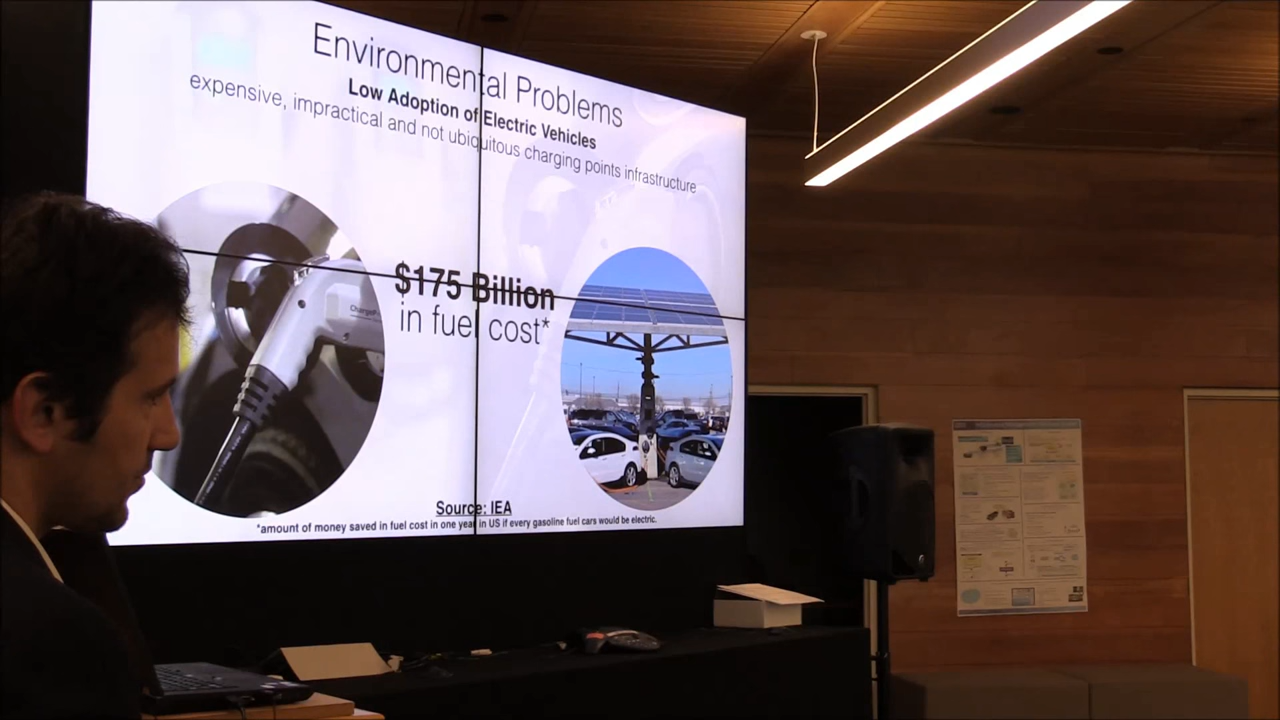 Environmental Problems
Low Adoption of Electric Vehicles
expensive, impractical and not ubiquitous charging points infrastructure
$175 Billion
in fuel cost*
Source: IEA
*amount of money saved in fuel cost in one year in US if every gasoline fuel cars would be electric.